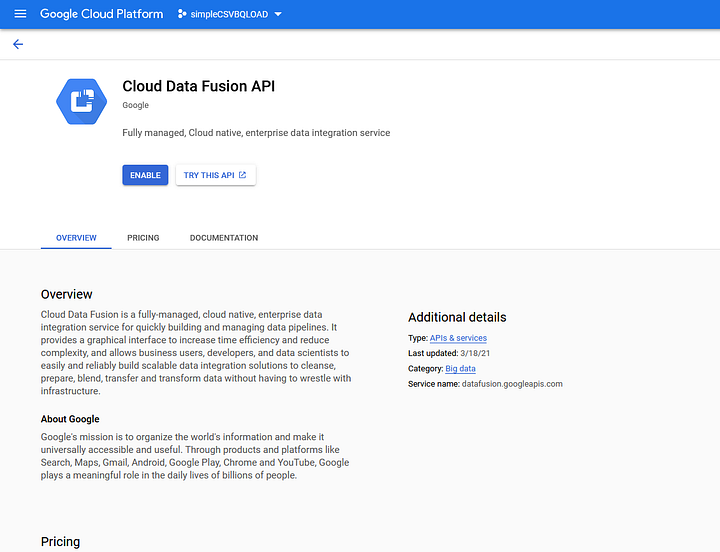 Google Cloud Platform
simpleCSVBQLOAD
Cloud Data Fusion API
Google
Fully managed, Cloud native, enterprise data integration service
ENABLE
TRY THIS API
OVERVIEW
PRICING
DOCUMENTATION
Overview
Cloud Data Fusion is a fully-managed, cloud native, enterprise data
integration service for quickly building and managing data pipelines. It
provides a graphical interface to increase time efficiency and reduce
complexity, and allows business users, developers, and data scientists to
easily and reliably build scalable data integration solutions to cleanse,
prepare, blend, transfer and transform data without having to wrestle with
infrastructure.
About Google
Google's mission is to organize the world's information and make it
universally accessible and useful. Through products and platforms like
Search, Maps, Gmail, Android, Google Play, Chrome and YouTube, Google
plays a meaningful role in the daily lives of billions of people.
Additional details
Type: APIs & services
Last updated: 3/18/21
Category: Big data
Service name: datafusion.googleapis.com
Pricing